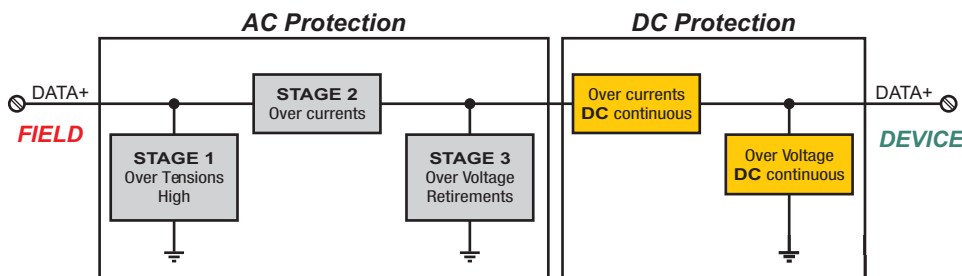 AC Protection
DC Protection
DATA+
FIELD
STAGE 1
Over Tensions
High
STAGE 2
Over currents
STAGE 3
Over Voltage
Retirements
Over currents
DC continuous
Over Voltage
DC continuous
DATA+
DEVICE